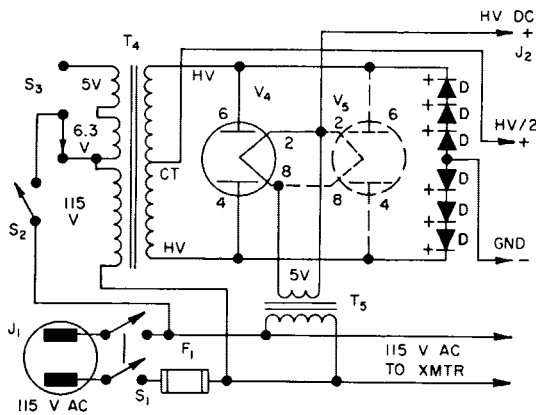 HV DC
+
J2
T4
S3
5V
HV
V4
V5
6
6
+ D
+ D
+ D
6.3
V
2
2
HV/2
+
CT
8
8
S2
115
V
4
4
+ D
+ D
+ D
GND
-
HV
5V
T5
J1
F1
115 V AC
TO XMTR
S1
115 V AC